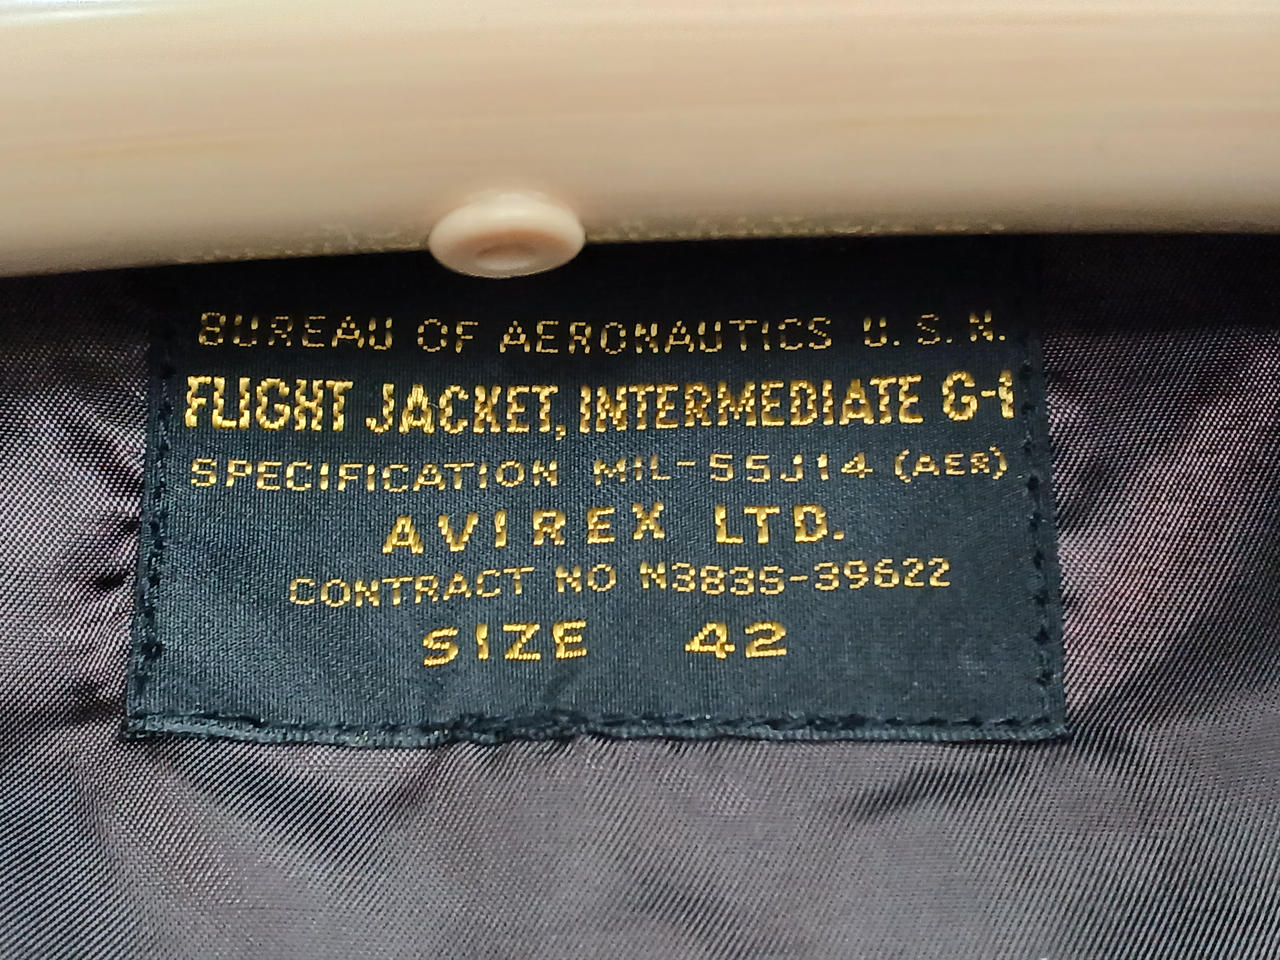 BUREAU OF AERONAUTICS U.S.N.
FLIGHT JACKET, INTERMEDIATE G-1
SPECIFICATION MIL-55J14 (AER)
AVIREX LTD.
CONTRACT NO N383S-39622
SIZE 42